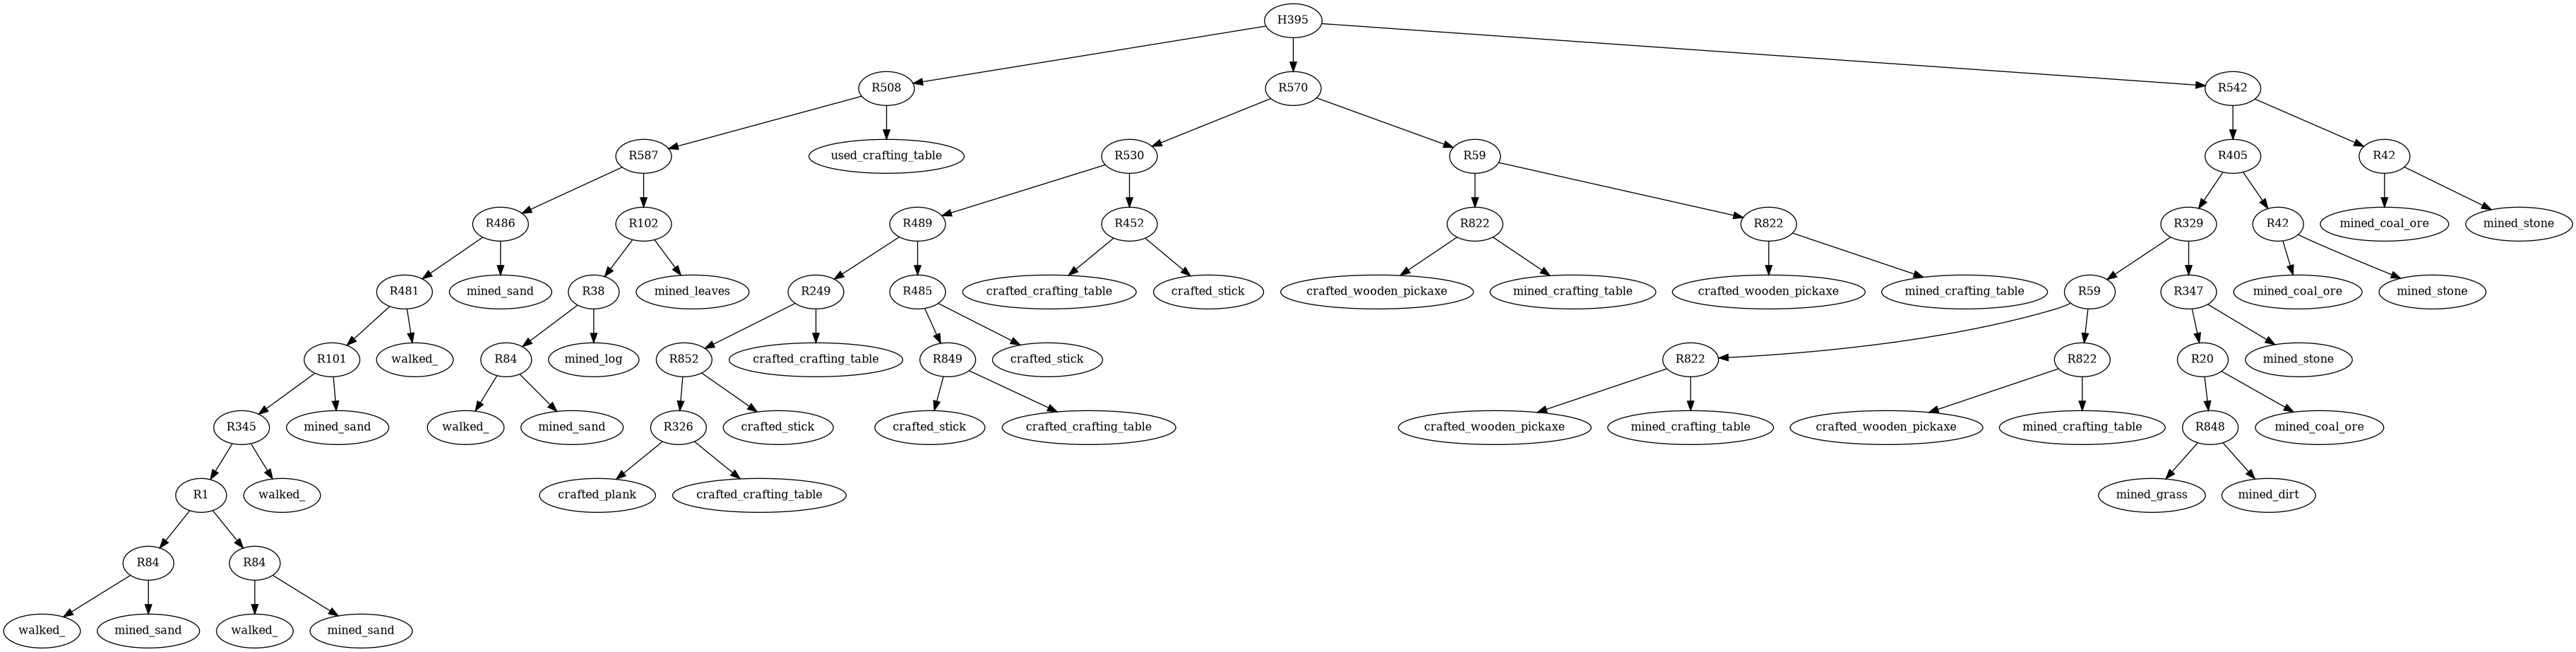 H395
R508
R570
R542
R587
used_crafting_table
R530
R59
R405
R42
R486
R102
R489
R452
R822
R822
R329
R42
mined_coal_ore
mined_stone
R481
mined_sand
R38
mined_leaves
R249
R485
crafted_crafting_table
crafted_stick
crafted_wooden_pickaxe
mined_crafting_table
crafted_wooden_pickaxe
mined_crafting_table
R59
R347
mined_coal_ore
mined_stone
R101
walked_
R84
mined_log
R852
crafted_crafting_table
R849
crafted_stick
R822
R822
R20
mined_stone
R345
mined_sand
walked_
mined_sand
R326
crafted_stick
crafted_stick
crafted_crafting_table
crafted_wooden_pickaxe
mined_crafting_table
crafted_wooden_pickaxe
mined_crafting_table
R848
mined_coal_ore
R1
walked_
crafted_plank
crafted_crafting_table
mined_grass
mined_dirt
R84
R84
walked_
mined_sand
walked_
mined_sand